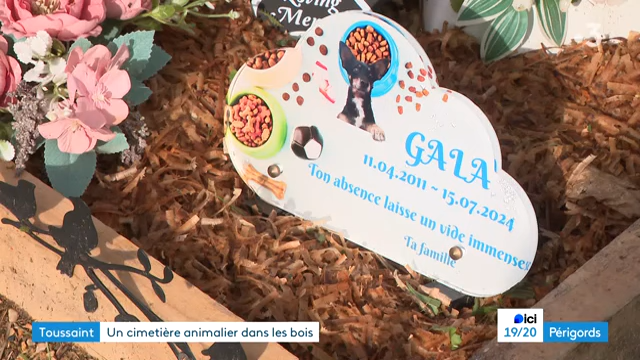 Loving
GALA
11.04.2011 ~ 15.07.2024
Ton absence laisse un vide immense
Ta famille
Toussaint Un cimetière animalier dans les bois
ici
19/20 Périgords